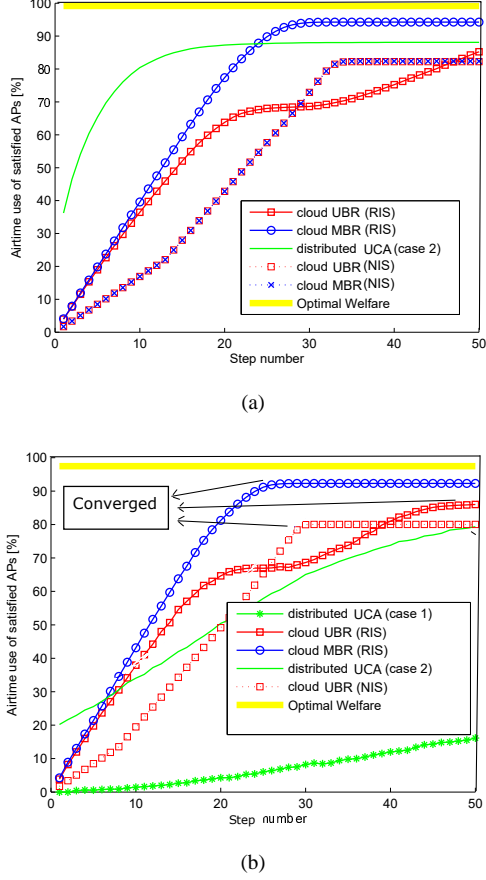 100
90
80
70
60
50
40
30
20
10
0
Airtime use of satisfied APs [%]
cloud UBR (RIS)
cloud MBR (RIS)
distributed UCA (case 2)
cloud UBR (NIS)
cloud MBR (NIS)
Optimal Welfare
0 10 20 30 40 50
Step number
(a)
100
90
80
70
60
50
40
30
20
10
0
Airtime use of satisfied APs [%]
Converged
distributed UCA (case 1)
cloud UBR (RIS)
cloud MBR (RIS)
distributed UCA (case 2)
cloud UBR (NIS)
Optimal Welfare
0 10 20 30 40 50
Step number
(b)